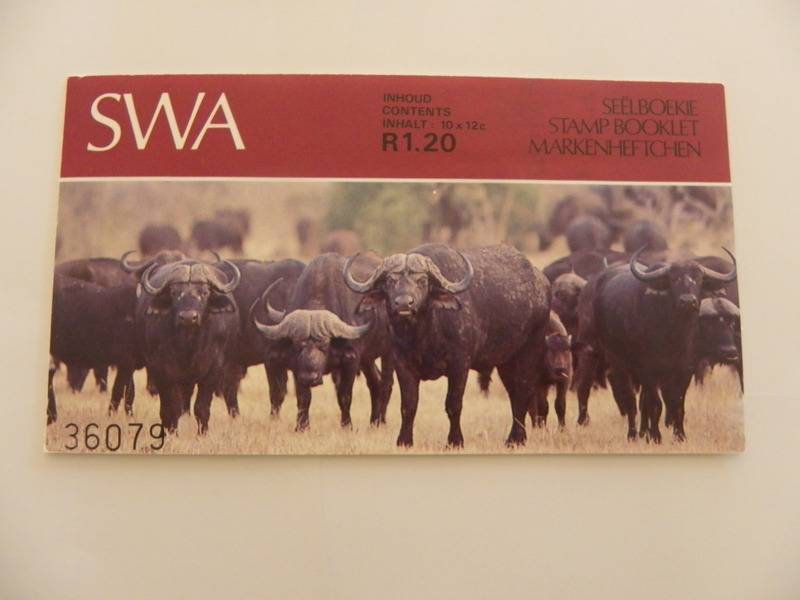 SWA
INHOUD
CONTENTS
INHALT : 10 x 12c
R1.20
SEËLBOEKIE
STAMP BOOKLET
MARKENHEFTCHEN
36079